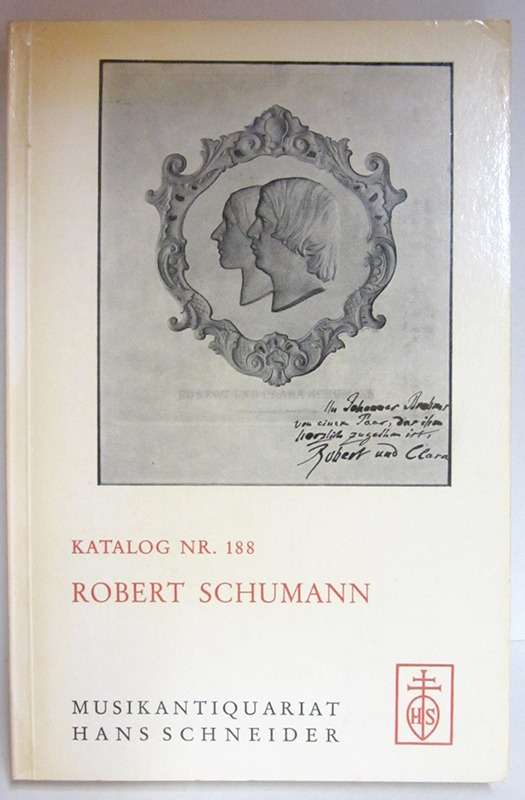 ROBERT UND CLARA SCHUMANN
An Johannes Brahms
von einem Paar, das ihm
herzlich zugethan ist,
Robert und Clara
KATALOG NR. 188
ROBERT SCHUMANN
MUSIKANTIQUARIAT
HANS SCHNEIDER
HS